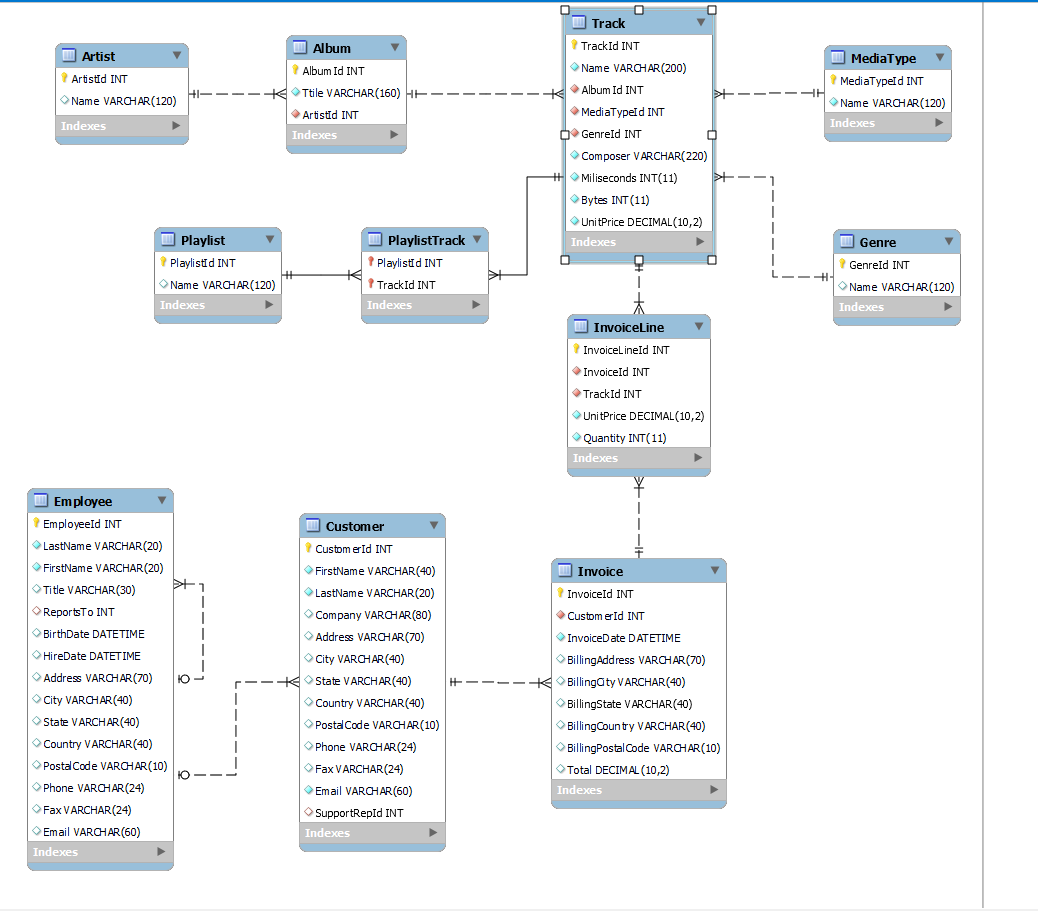 Artist
ArtistId INT
Name VARCHAR(120)
Indexes
Album
AlbumId INT
Ttile VARCHAR(160)
ArtistId INT
Indexes
Track
TrackId INT
Name VARCHAR(200)
AlbumId INT
MediaTypeId INT
GenreId INT
Composer VARCHAR(220)
Miliseconds INT(11)
Bytes INT(11)
UnitPrice DECIMAL(10,2)
Indexes
MediaType
MediaTypeId INT
Name VARCHAR(120)
Indexes
Playlist
PlaylistId INT
Name VARCHAR(120)
Indexes
PlaylistTrack
PlaylistId INT
TrackId INT
Indexes
Genre
GenreId INT
Name VARCHAR(120)
Indexes
InvoiceLine
InvoiceLineId INT
InvoiceId INT
TrackId INT
UnitPrice DECIMAL(10,2)
Quantity INT(11)
Indexes
Employee
EmployeeId INT
LastName VARCHAR(20)
FirstName VARCHAR(20)
Title VARCHAR(30)
ReportsTo INT
BirthDate DATETIME
HireDate DATETIME
Address VARCHAR(70)
City VARCHAR(40)
State VARCHAR(40)
Country VARCHAR(40)
PostalCode VARCHAR(10)
Phone VARCHAR(24)
Fax VARCHAR(24)
Email VARCHAR(60)
Indexes
Customer
CustomerId INT
FirstName VARCHAR(40)
LastName VARCHAR(20)
Company VARCHAR(80)
Address VARCHAR(70)
City VARCHAR(40)
State VARCHAR(40)
Country VARCHAR(40)
PostalCode VARCHAR(10)
Phone VARCHAR(24)
Fax VARCHAR(24)
Email VARCHAR(60)
SupportRepId INT
Indexes
Invoice
InvoiceId INT
CustomerId INT
InvoiceDate DATETIME
BillingAddress VARCHAR(70)
BillingCity VARCHAR(40)
BillingState VARCHAR(40)
BillingCountry VARCHAR(40)
BillingPostalCode VARCHAR(10)
Total DECIMAL(10,2)
Indexes